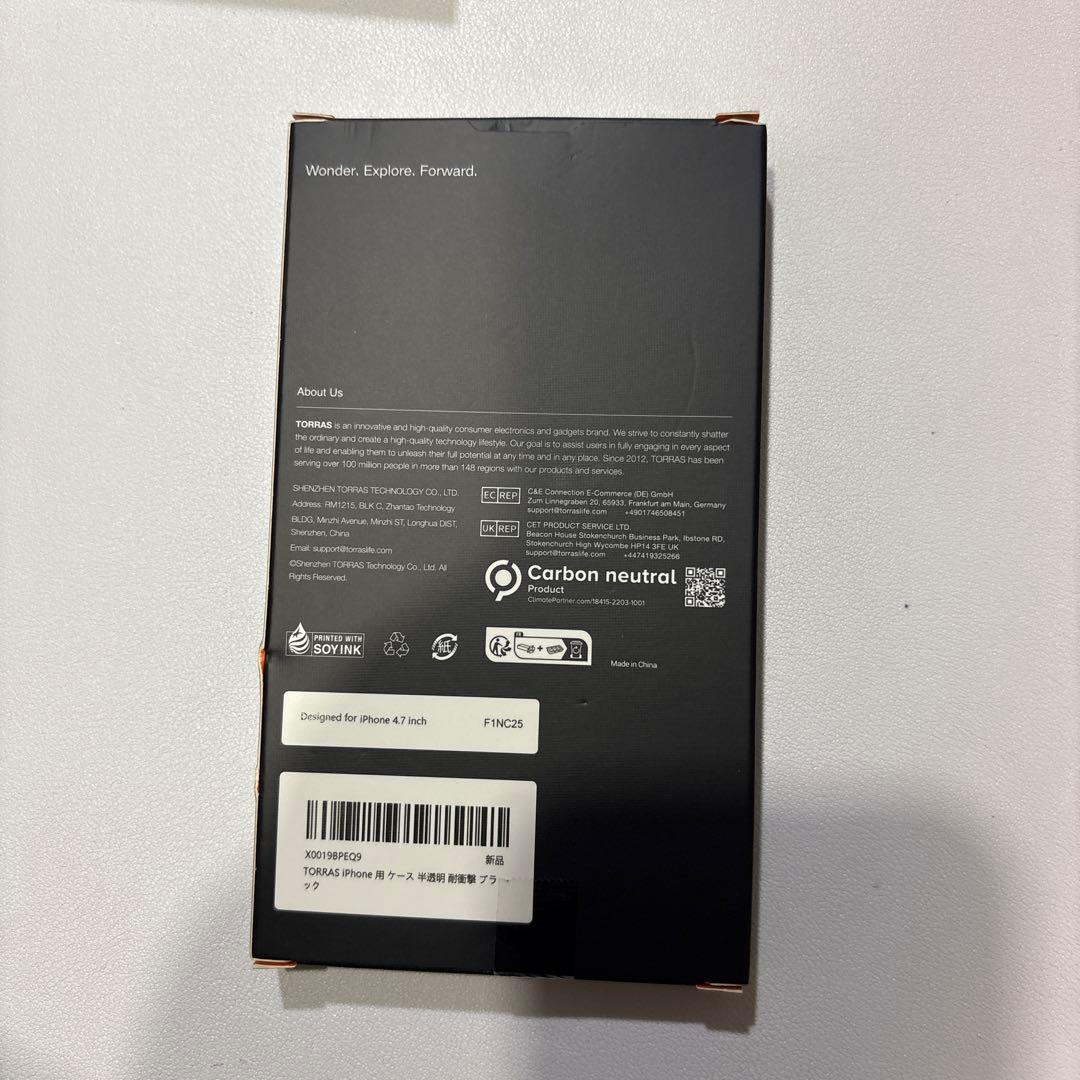 Wonder. Explore. Forward.
About Us
TORRAS is an innovative and high-quality consumer electronics and gadgets brand. We strive to constantly shatter
the ordinary and create a high-quality technology lifestyle. Our goal is to assist users in fully engaging in every aspect
of life and enabling them to unleash their full potential at any time and in any place. Since 2012, TORRAS has been
serving over 100 million people in more than 148 regions with our products and services.
SHENZHEN TORRAS TECHNOLOGY CO., LTD.
Address: RM1215, BLK C, Zhantao Technology
BLDG, Minzhi Avenue, Minzhi ST, Longhua DIST,
Shenzhen, China
Email: support@torraslife.com
©Shenzhen TORRAS Technology Co., Ltd. All
Rights Reserved.
EC REP
C&E Connection E-Commerce (DE) GmbH
Zum Linnegraben 20, 65933, Frankfurt am Main, Germany
support@torraslife.com +4901746508451
UK REP
CET PRODUCT SERVICE LTD.
Beacon House Stokenchurch Business Park, Ibstone RD,
Stokenchurch High Wycombe HP14 3FE UK
support@torraslife.com +447419325266
Carbon neutral
Product
ClimatePartner.com/18415-2203-1001
PRINTED WITH
SOY INK
紙
Made in China
Designed for iPhone 4.7 inch F1NC25
X0019BPEQ9 新品
TORRAS iPhone 用 ケース 半透明 耐衝撃 ブラ
ック